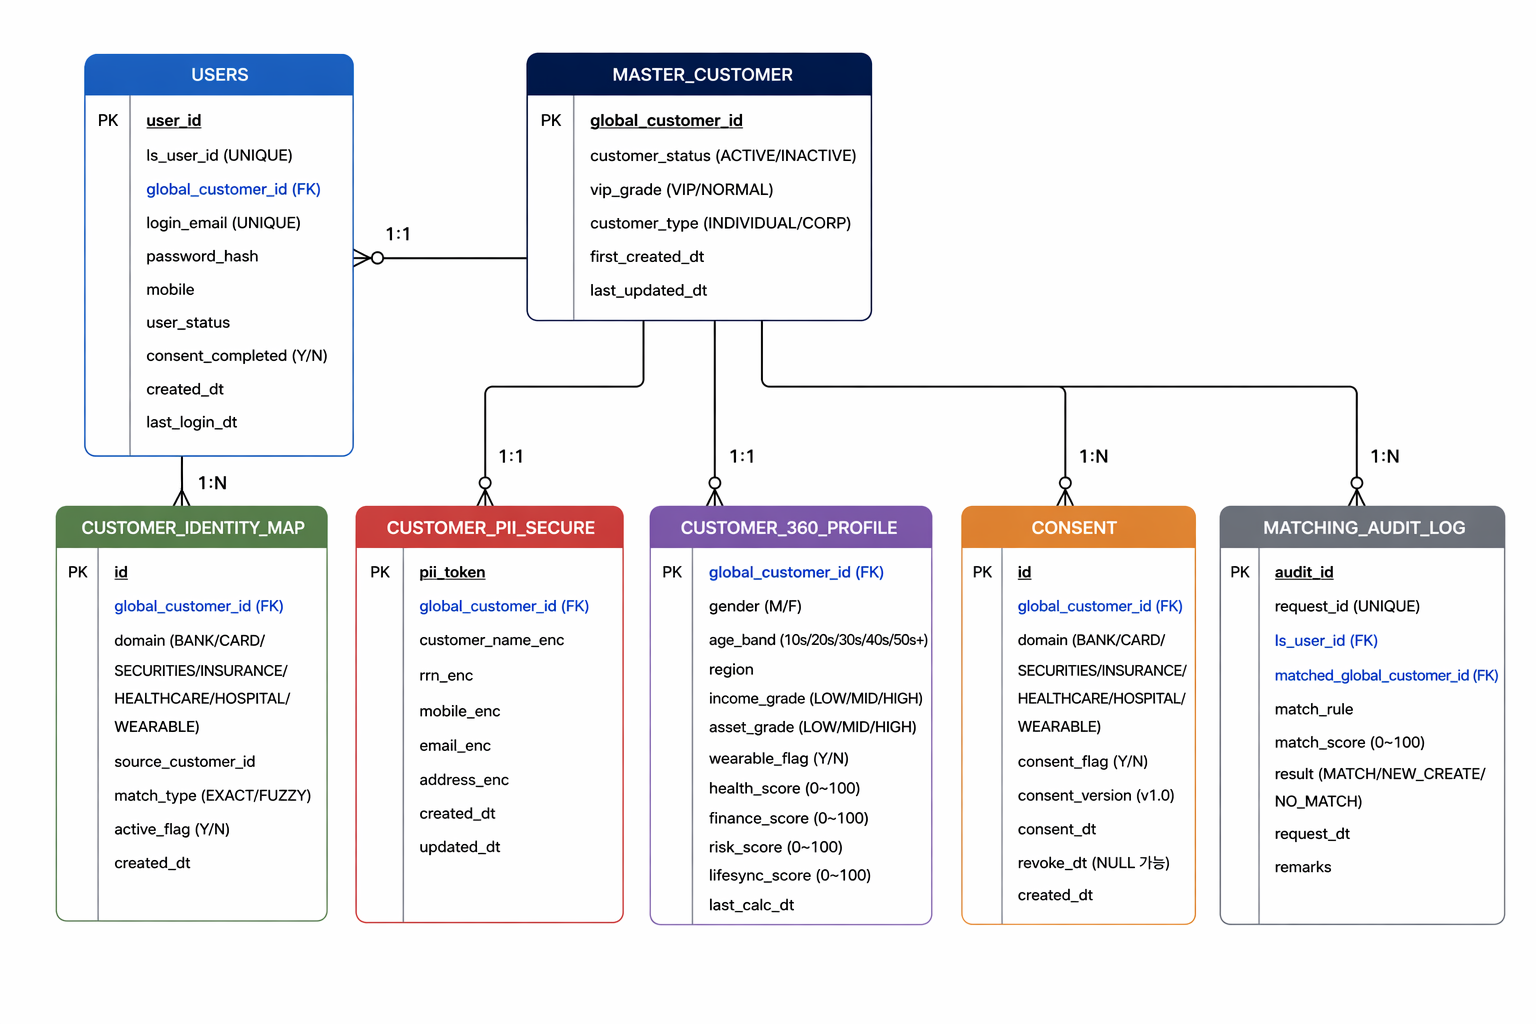 USERS
PK
user_id
ls_user_id (UNIQUE)
global_customer_id (FK)
login_email (UNIQUE)
password_hash
mobile
user_status
consent_completed (Y/N)
created_dt
last_login_dt
1:1
MASTER_CUSTOMER
PK
global_customer_id
customer_status (ACTIVE/INACTIVE)
vip_grade (VIP/NORMAL)
customer_type (INDIVIDUAL/CORP)
first_created_dt
last_updated_dt
1:N
1:1
1:1
1:N
1:N
CUSTOMER_IDENTITY_MAP
PK
id
global_customer_id (FK)
domain (BANK/CARD/
SECURITIES/INSURANCE/
HEALTHCARE/HOSPITAL/
WEARABLE)
source_customer_id
match_type (EXACT/FUZZY)
active_flag (Y/N)
created_dt
CUSTOMER_PII_SECURE
PK
pii_token
global_customer_id (FK)
customer_name_enc
rrn_enc
mobile_enc
email_enc
address_enc
created_dt
updated_dt
CUSTOMER_360_PROFILE
PK
global_customer_id (FK)
gender (M/F)
age_band (10s/20s/30s/40s/50s+)
region
income_grade (LOW/MID/HIGH)
asset_grade (LOW/MID/HIGH)
wearable_flag (Y/N)
health_score (0~100)
finance_score (0~100)
risk_score (0~100)
lifesync_score (0~100)
last_calc_dt
CONSENT
PK
id
global_customer_id (FK)
domain (BANK/CARD/
SECURITIES/INSURANCE/
HEALTHCARE/HOSPITAL/
WEARABLE)
consent_flag (Y/N)
consent_version (v1.0)
consent_dt
revoke_dt (NULL 가능)
created_dt
MATCHING_AUDIT_LOG
PK
audit_id
request_id (UNIQUE)
ls_user_id (FK)
matched_global_customer_id (FK)
match_rule
match_score (0~100)
result (MATCH/NEW_CREATE/
NO_MATCH)
request_dt
remarks